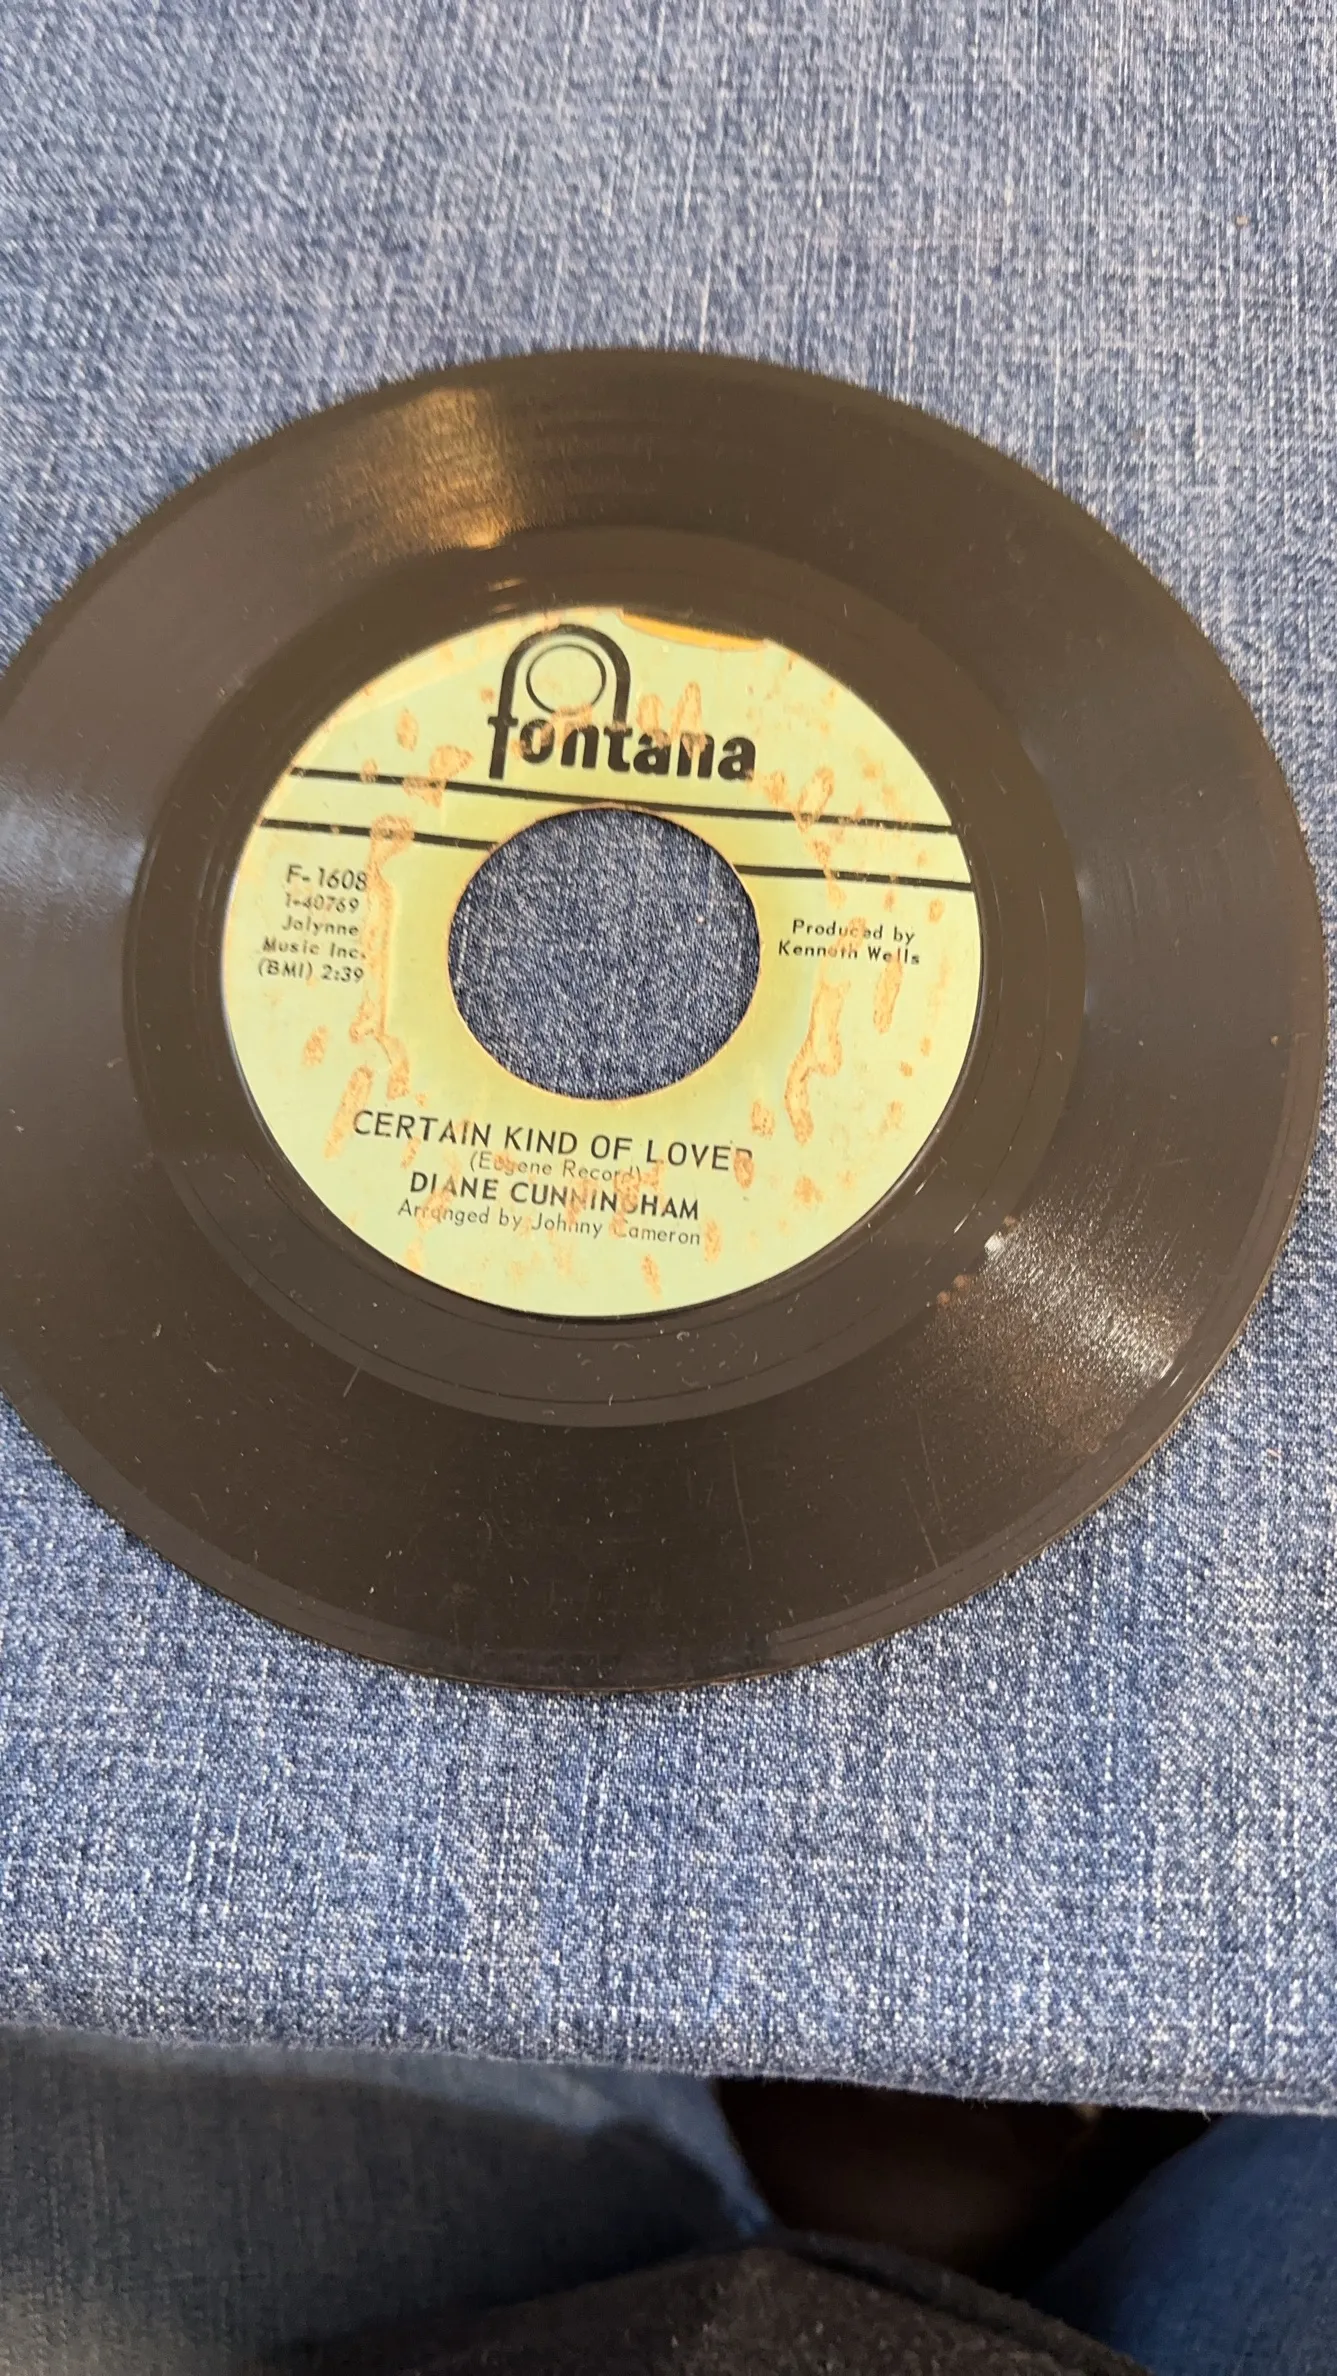 fontana
F-1608
1-40769
Jalynne
Music Inc.
(BMI) 2:39
Produced by
Kenneth Wells
CERTAIN KIND OF LOVER
(Eugene Record)
DIANE CUNNINGHAM
Arranged by Johnny Cameron